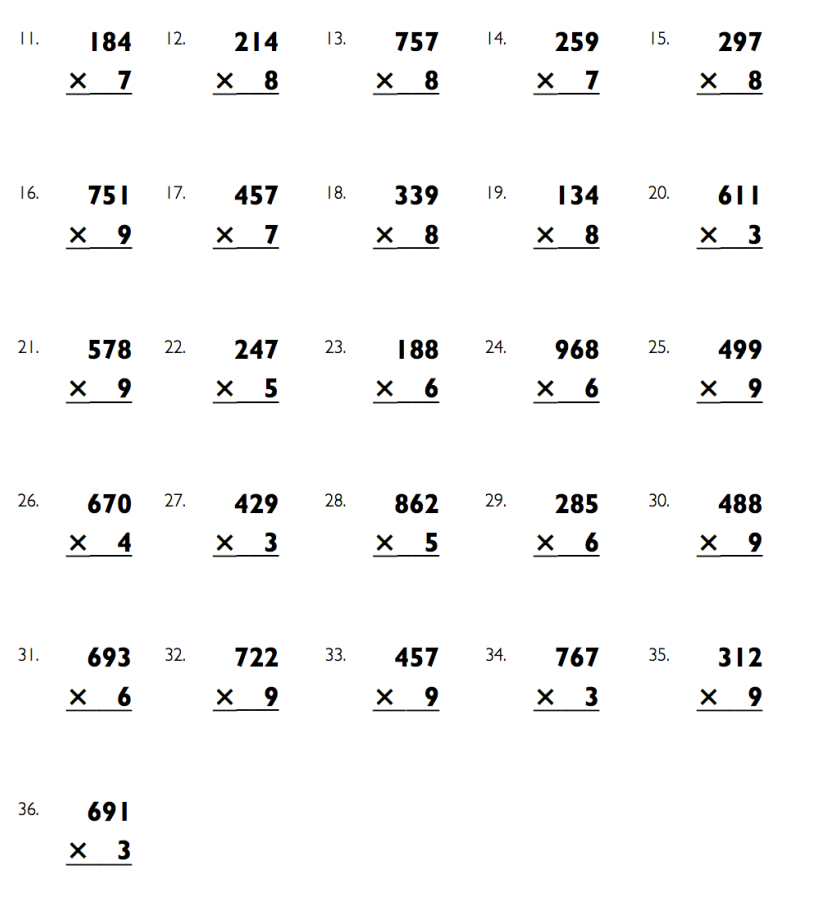 11. 184 12. 214 13. 757 14. 259 15. 297
× 7 × 8 × 8 × 7 × 8
16. 751 17. 457 18. 339 19. 134 20. 611
× 9 × 7 × 8 × 8 × 3
21. 578 22. 247 23. 188 24. 968 25. 499
× 9 × 5 × 6 × 6 × 9
26. 670 27. 429 28. 862 29. 285 30. 488
× 4 × 3 × 5 × 6 × 9
31. 693 32. 722 33. 457 34. 767 35. 312
× 6 × 9 × 9 × 3 × 9
36. 691
× 3